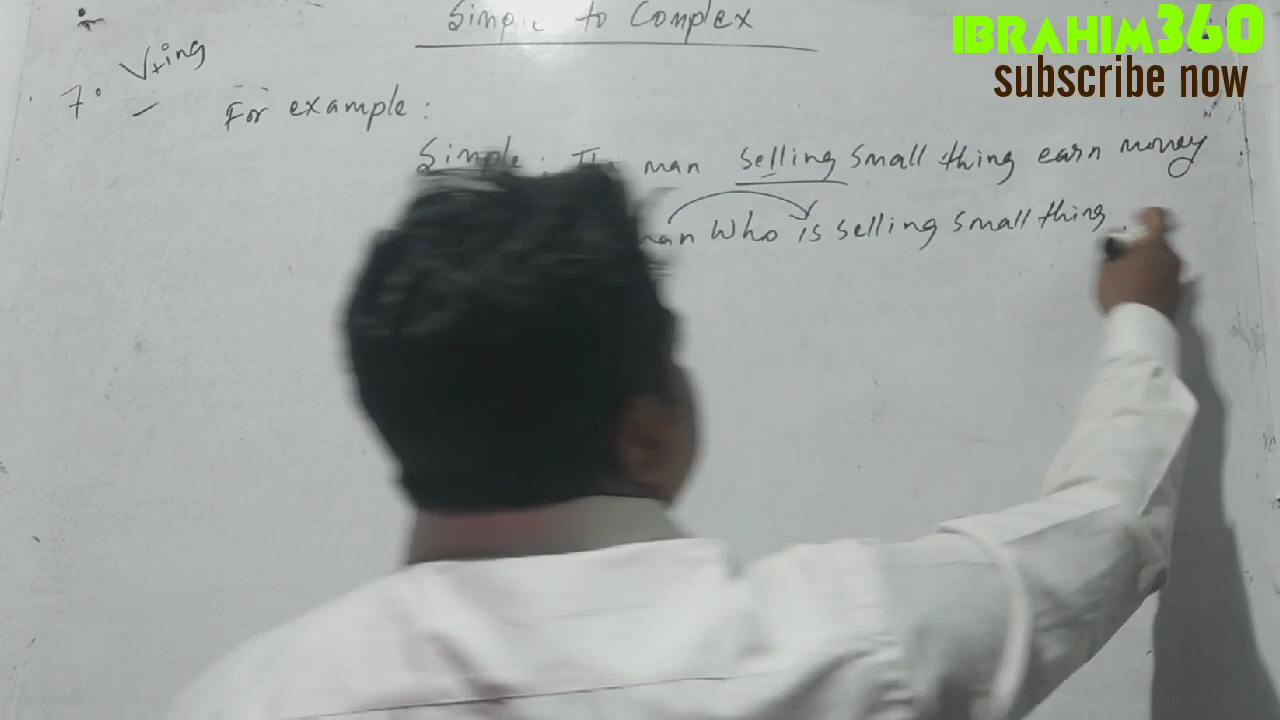 Simple to Complex
IBRAHIM360
subscribe now
V+ing
7°
For example:
Simple: The man selling small thing earn money
man who is selling small thing